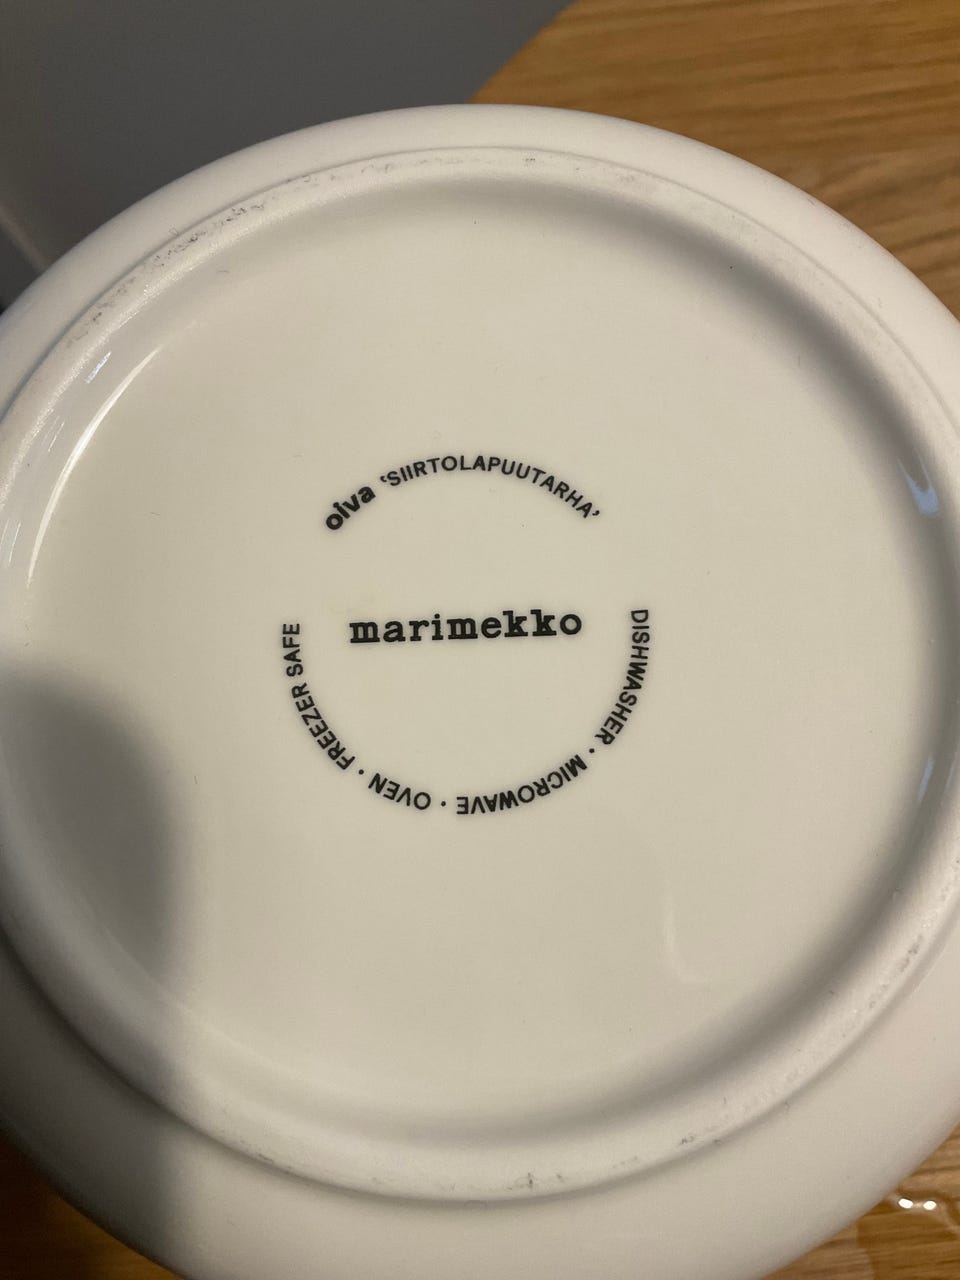 oiva ‘SIIRTOLAPUUTARHA’
marimekko
DISHWASHER · MICROWAVE · OVEN · FREEZER SAFE